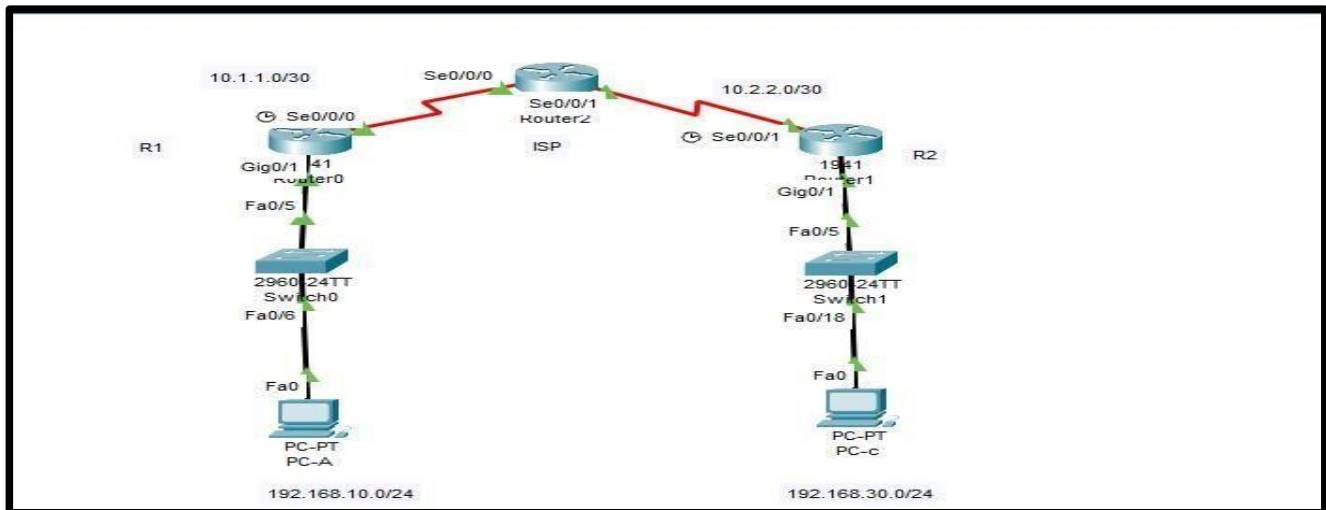 10.1.1.0/30
Se0/0/0
10.2.2.0/30
Se0/0/1
Router2
ISP
Se0/0/0
R1
Se0/0/1
R2
Gig0/1
41
Router0
1941
Router1
Gig0/1
Fa0/5
Fa0/5
2960-24TT
Switch0
2960-24TT
Switch1
Fa0/6
Fa0/18
Fa0
Fa0
PC-PT
PC-A
PC-PT
PC-c
192.168.10.0/24
192.168.30.0/24